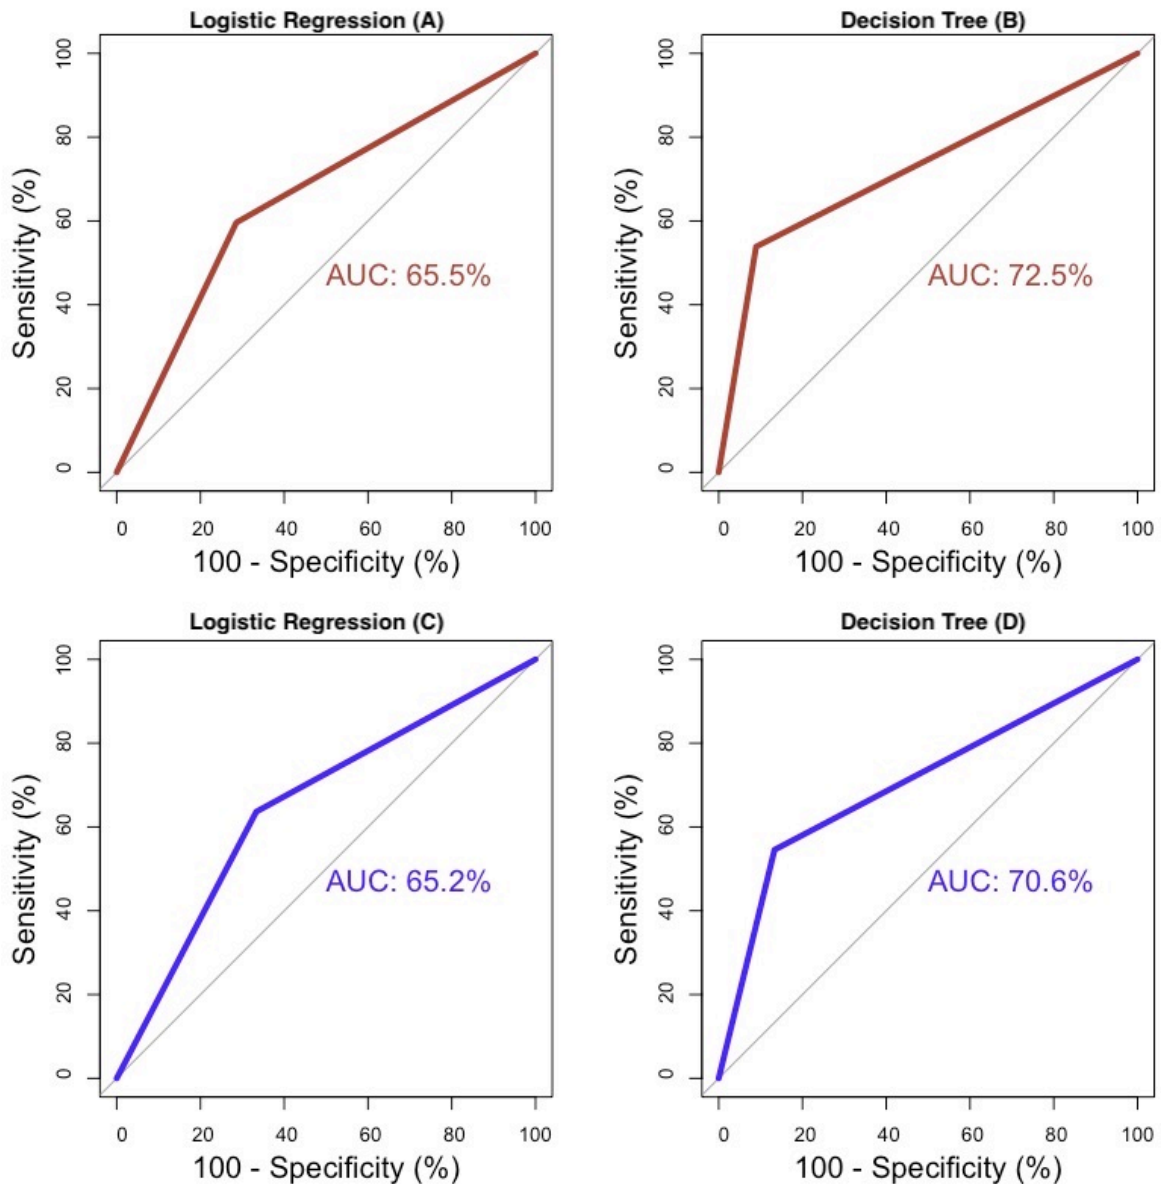 Logistic Regression (A)
Sensitivity (%)
100
80
60
40
20
0
AUC: 65.5%
0 20 40 60 80 100
100 - Specificity (%)
Decision Tree (B)
Sensitivity (%)
100
80
60
40
20
0
AUC: 72.5%
0 20 40 60 80 100
100 - Specificity (%)
Logistic Regression (C)
Sensitivity (%)
100
80
60
40
20
0
AUC: 65.2%
0 20 40 60 80 100
100 - Specificity (%)
Decision Tree (D)
Sensitivity (%)
100
80
60
40
20
0
AUC: 70.6%
0 20 40 60 80 100
100 - Specificity (%)